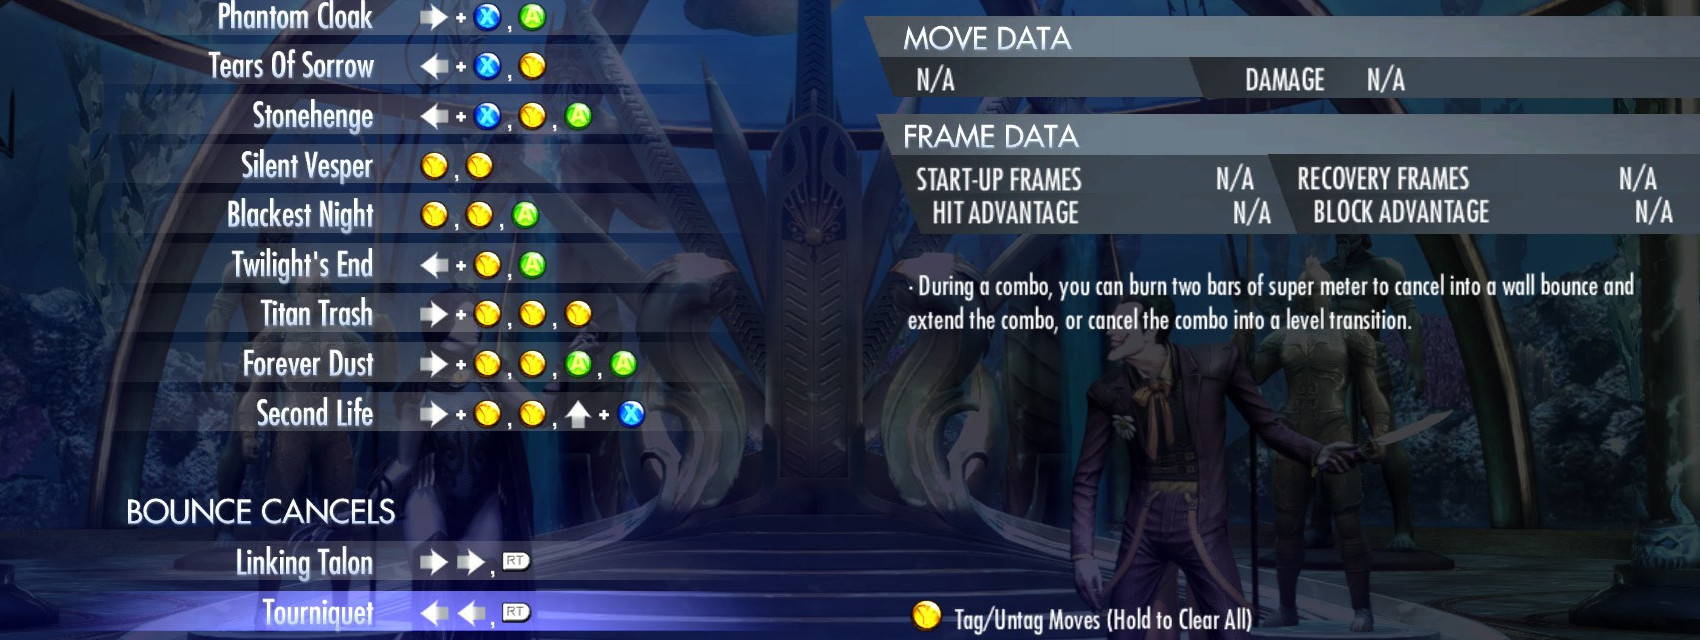 Phantom Cloak + X , A
Tears Of Sorrow + X , Y
Stonehenge + X , Y , A
Silent Vesper Y , Y
Blackest Night Y , Y , A
Twilight's End + Y , A
Titan Trash + Y , Y , Y
Forever Dust + Y , Y , A , A
Second Life + Y , Y , + X
BOUNCE CANCELS
Linking Talon , RT
Tourniquet , RT
MOVE DATA
N/A DAMAGE N/A
FRAME DATA
START-UP FRAMES N/A RECOVERY FRAMES N/A
HIT ADVANTAGE N/A BLOCK ADVANTAGE N/A
· During a combo, you can burn two bars of super meter to cancel into a wall bounce and
extend the combo, or cancel the combo into a level transition.
Y Tag/Untag Moves (Hold to Clear All)